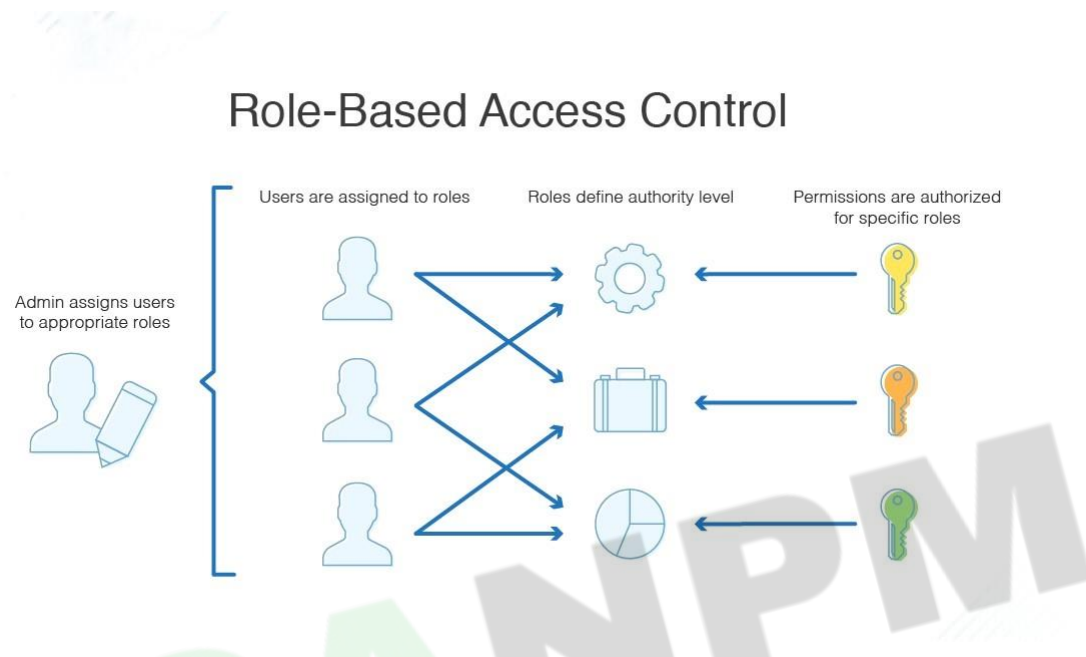 Role-Based Access Control
Users are assigned to roles
Roles define authority level
Permissions are authorized
for specific roles
Admin assigns users
to appropriate roles
ANPM